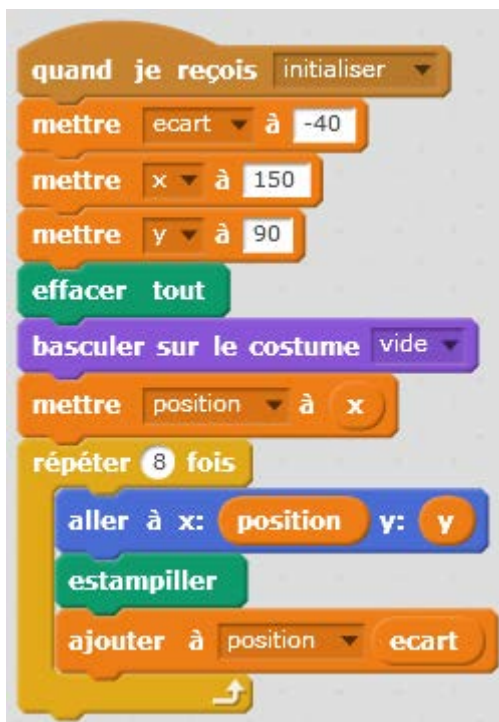 quand je reçois initialiser
mettre ecart à -40
mettre x à 150
mettre y à 90
effacer tout
basculer sur le costume vide
mettre position à x
répéter 8 fois
aller à x: position y: y
estampiller
ajouter à position ecart